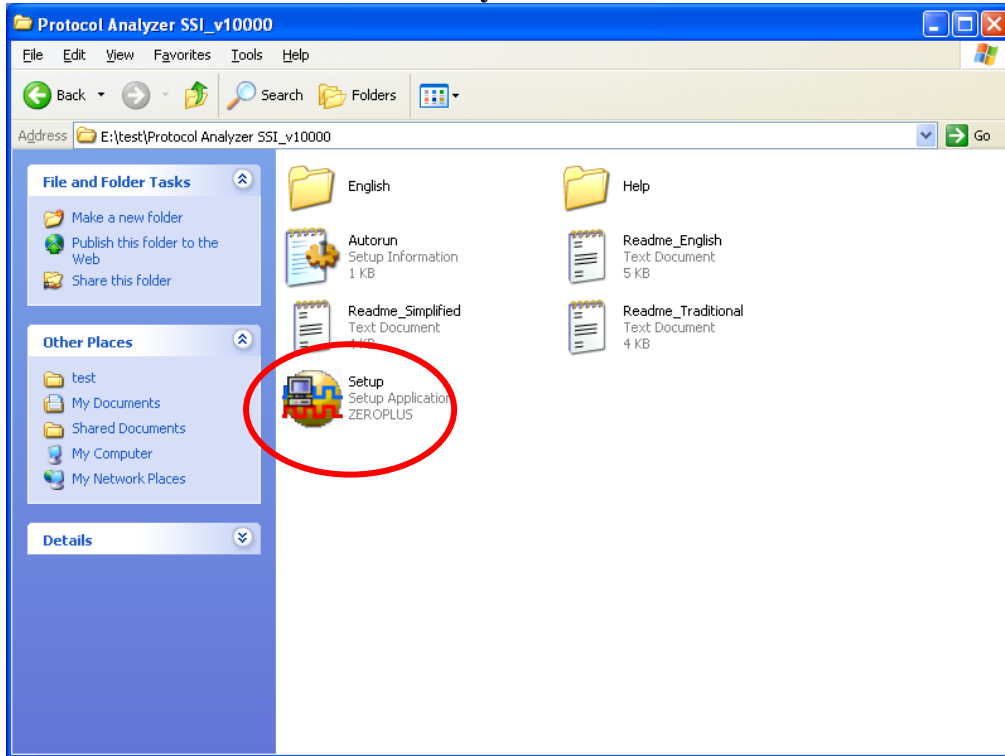 Protocol Analyzer SSI_v10000
File Edit View Favorites Tools Help
Back Search Folders
Address E:\test\Protocol Analyzer SSI_v10000 Go
File and Folder Tasks
Make a new folder
Publish this folder to the
Web
Share this folder
Other Places
test
My Documents
Shared Documents
My Computer
My Network Places
Details
English
Help
Autorun
Setup Information
1 KB
Readme_English
Text Document
5 KB
Readme_Simplified
Text Document
4 KB
Readme_Traditional
Text Document
4 KB
Setup
Setup Application
ZEROPLUS